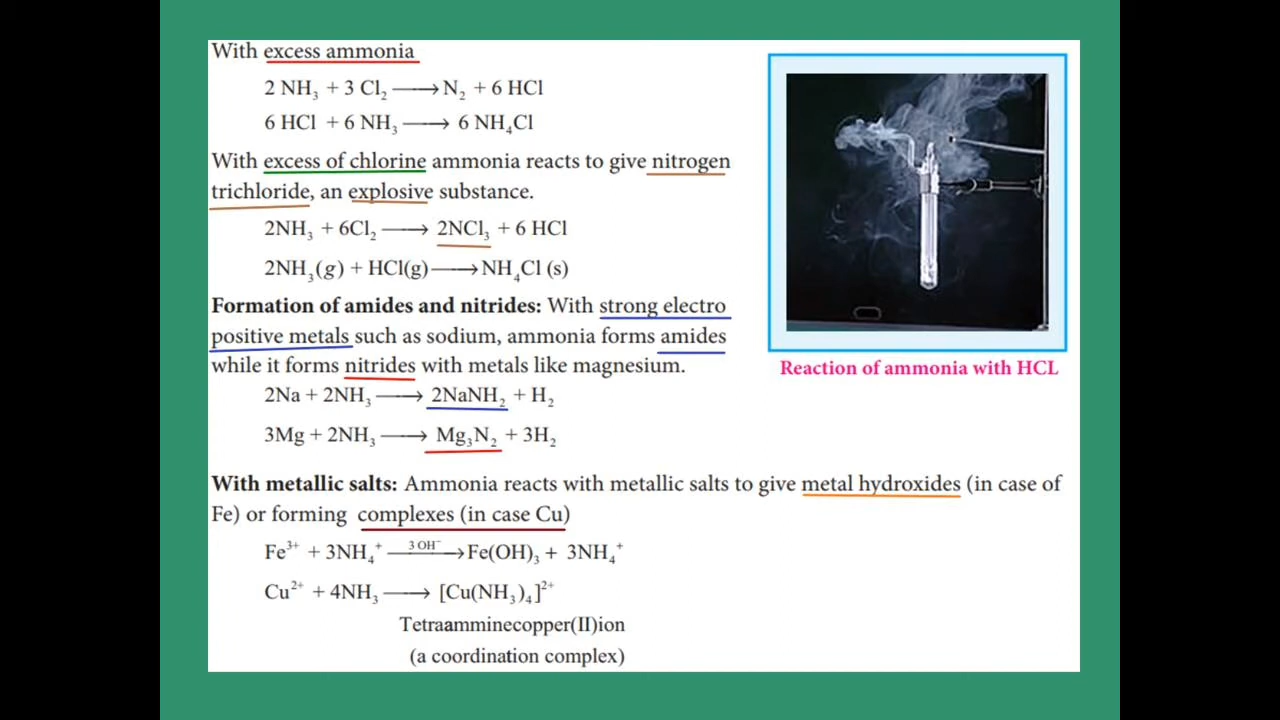 With excess ammonia
2 NH₃ + 3 Cl₂ ⟶ N₂ + 6 HCl
6 HCl + 6 NH₃ ⟶ 6 NH₄Cl
With excess of chlorine ammonia reacts to give nitrogen
trichloride, an explosive substance.
2NH₃ + 6Cl₂ ⟶ 2NCl₃ + 6 HCl
2NH₃(g) + HCl(g) ⟶ NH₄Cl (s)
Formation of amides and nitrides: With strong electro
positive metals such as sodium, ammonia forms amides
while it forms nitrides with metals like magnesium.
2Na + 2NH₃ ⟶ 2NaNH₂ + H₂
3Mg + 2NH₃ ⟶ Mg₃N₂ + 3H₂
Reaction of ammonia with HCL
With metallic salts: Ammonia reacts with metallic salts to give metal hydroxides (in case of
Fe) or forming complexes (in case Cu)
Fe³⁺ + 3NH₄⁺ —3 OH⁻→ Fe(OH)₃ + 3NH₄⁺
Cu²⁺ + 4NH₃ ⟶ [Cu(NH₃)₄]²⁺
Tetraamminecopper(II)ion
(a coordination complex)